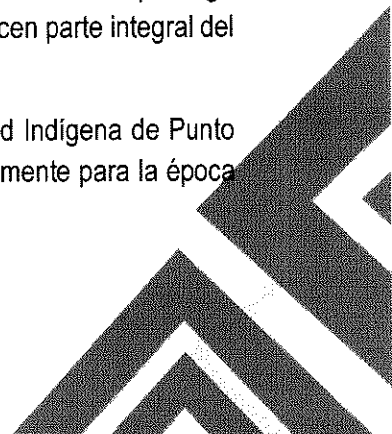 cen parte integral del
d Indígena de Punto
mente para la época